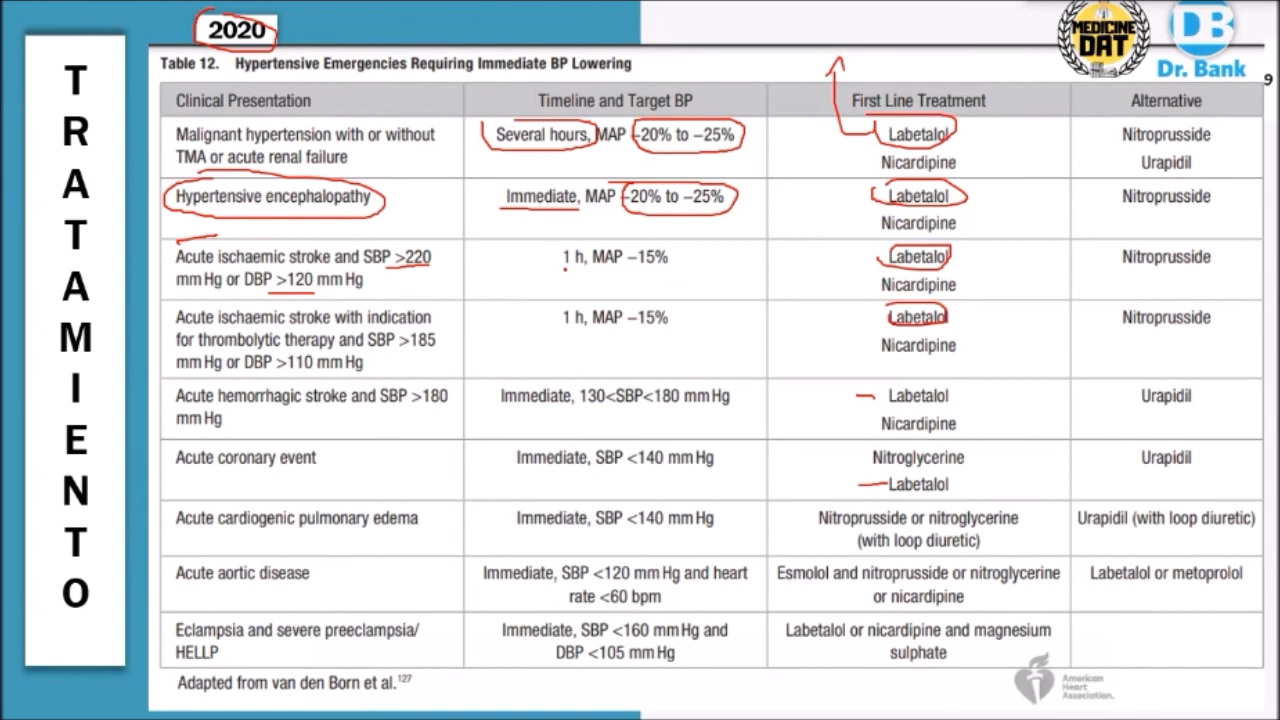 2020
MEDICINE
DAT
DB
Dr. Bank
9
TRATAMIENTO
Table 12. Hypertensive Emergencies Requiring Immediate BP Lowering
Clinical Presentation Timeline and Target BP First Line Treatment Alternative
Malignant hypertension with or without Several hours, MAP −20% to −25% Labetalol Nitroprusside
TMA or acute renal failure Nicardipine Urapidil
Hypertensive encephalopathy Immediate, MAP −20% to −25% Labetalol Nitroprusside
Nicardipine
Acute ischaemic stroke and SBP >220 1 h, MAP −15% Labetalol Nitroprusside
mm Hg or DBP >120 mm Hg Nicardipine
Acute ischaemic stroke with indication 1 h, MAP −15% Labetalol Nitroprusside
for thrombolytic therapy and SBP >185 Nicardipine
mm Hg or DBP >110 mm Hg
Acute hemorrhagic stroke and SBP >180 Immediate, 130<SBP<180 mm Hg Labetalol Urapidil
mm Hg Nicardipine
Acute coronary event Immediate, SBP <140 mm Hg Nitroglycerine Urapidil
Labetalol
Acute cardiogenic pulmonary edema Immediate, SBP <140 mm Hg Nitroprusside or nitroglycerine Urapidil (with loop diuretic)
(with loop diuretic)
Acute aortic disease Immediate, SBP <120 mm Hg and heart Esmolol and nitroprusside or nitroglycerine Labetalol or metoprolol
rate <60 bpm or nicardipine
Eclampsia and severe preeclampsia/ Immediate, SBP <160 mm Hg and Labetalol or nicardipine and magnesium
HELLP DBP <105 mm Hg sulphate
Adapted from van den Born et al.127
American
Heart
Association.